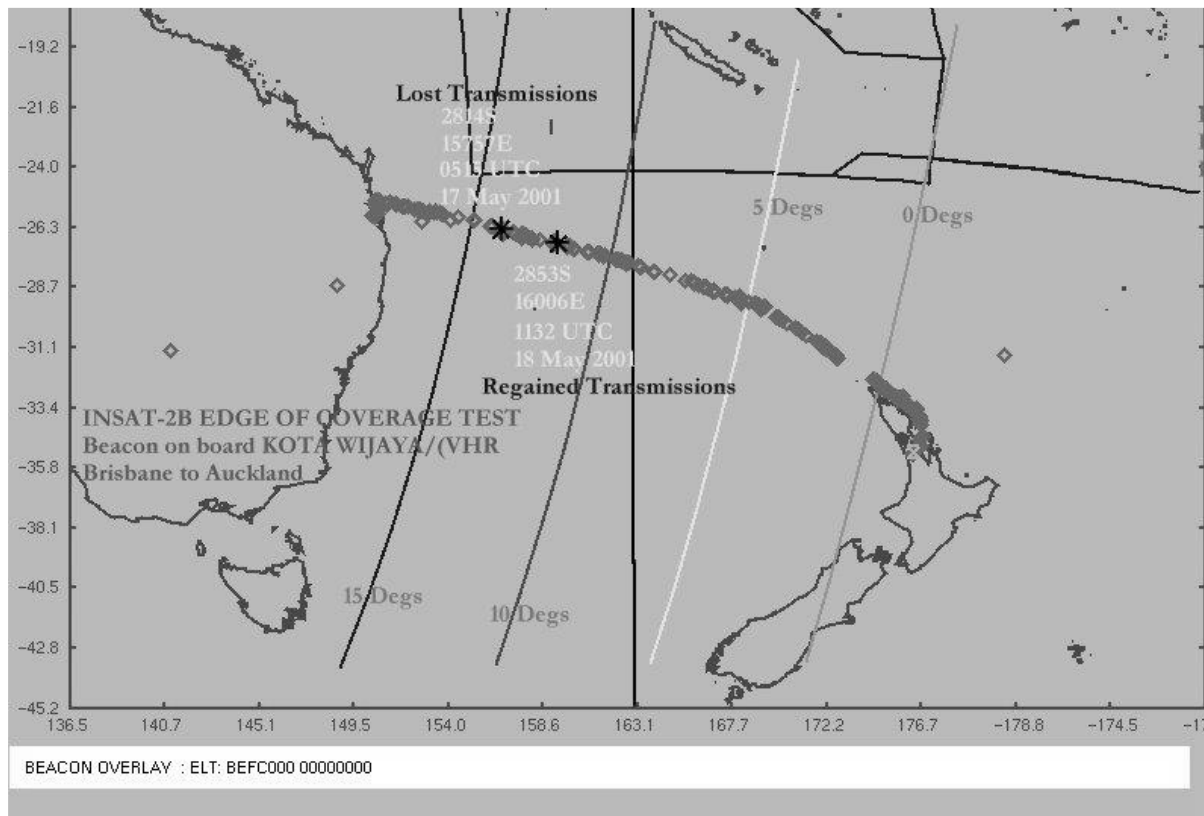 -19.2
-21.6
-24.0
-26.3
-28.7
-31.1
-33.4
-35.8
-38.1
-40.5
-42.8
-45.2
Lost Transmissions
2814S
15757E
0515 UTC
17 May 2001
5 Degs
0 Degs
2853S
16006E
1132 UTC
18 May 2001
Regained Transmissions
INSAT-2B EDGE OF COVERAGE TEST
Beacon on board KOTA WIJAYA/(VHR
Brisbane to Auckland
15 Degs
10 Degs
136.5 140.7 145.1 149.5 154.0 158.6 163.1 167.7 172.2 176.7 -178.8 -174.5
BEACON OVERLAY : ELT: BEFC000 00000000